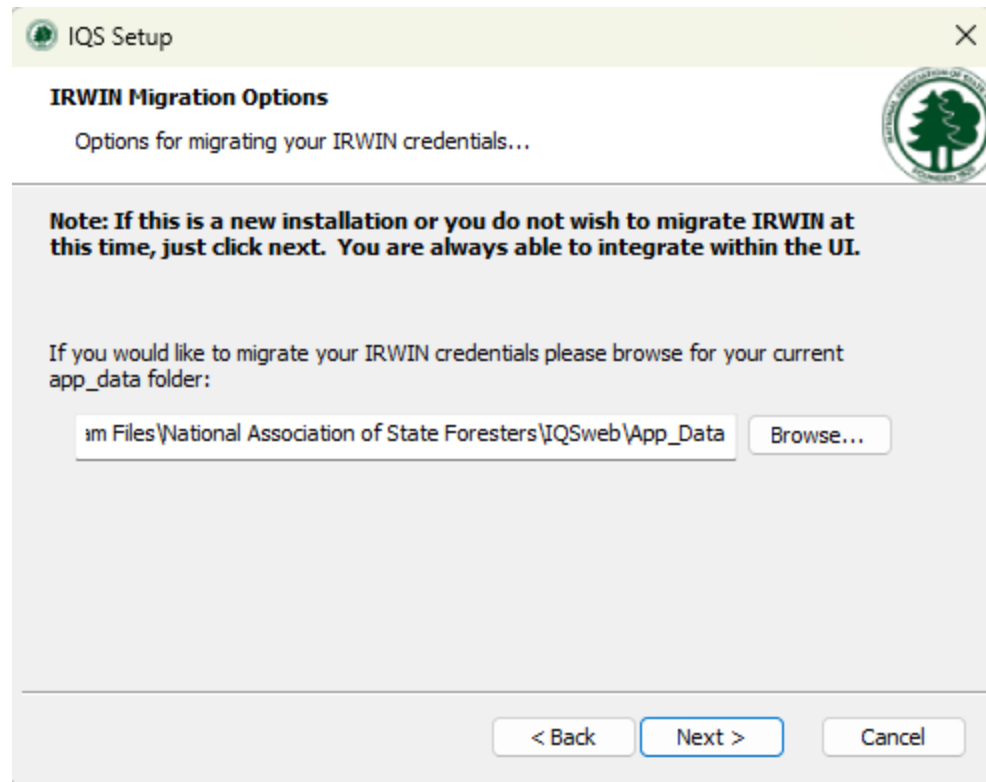 IQS Setup
IRWIN Migration Options
Options for migrating your IRWIN credentials...
Note: If this is a new installation or you do not wish to migrate IRWIN at
this time, just click next.  You are always able to integrate within the UI.
If you would like to migrate your IRWIN credentials please browse for your current
app_data folder:
am Files\National Association of State Foresters\IQSweb\App_Data
Browse...
< Back
Next >
Cancel